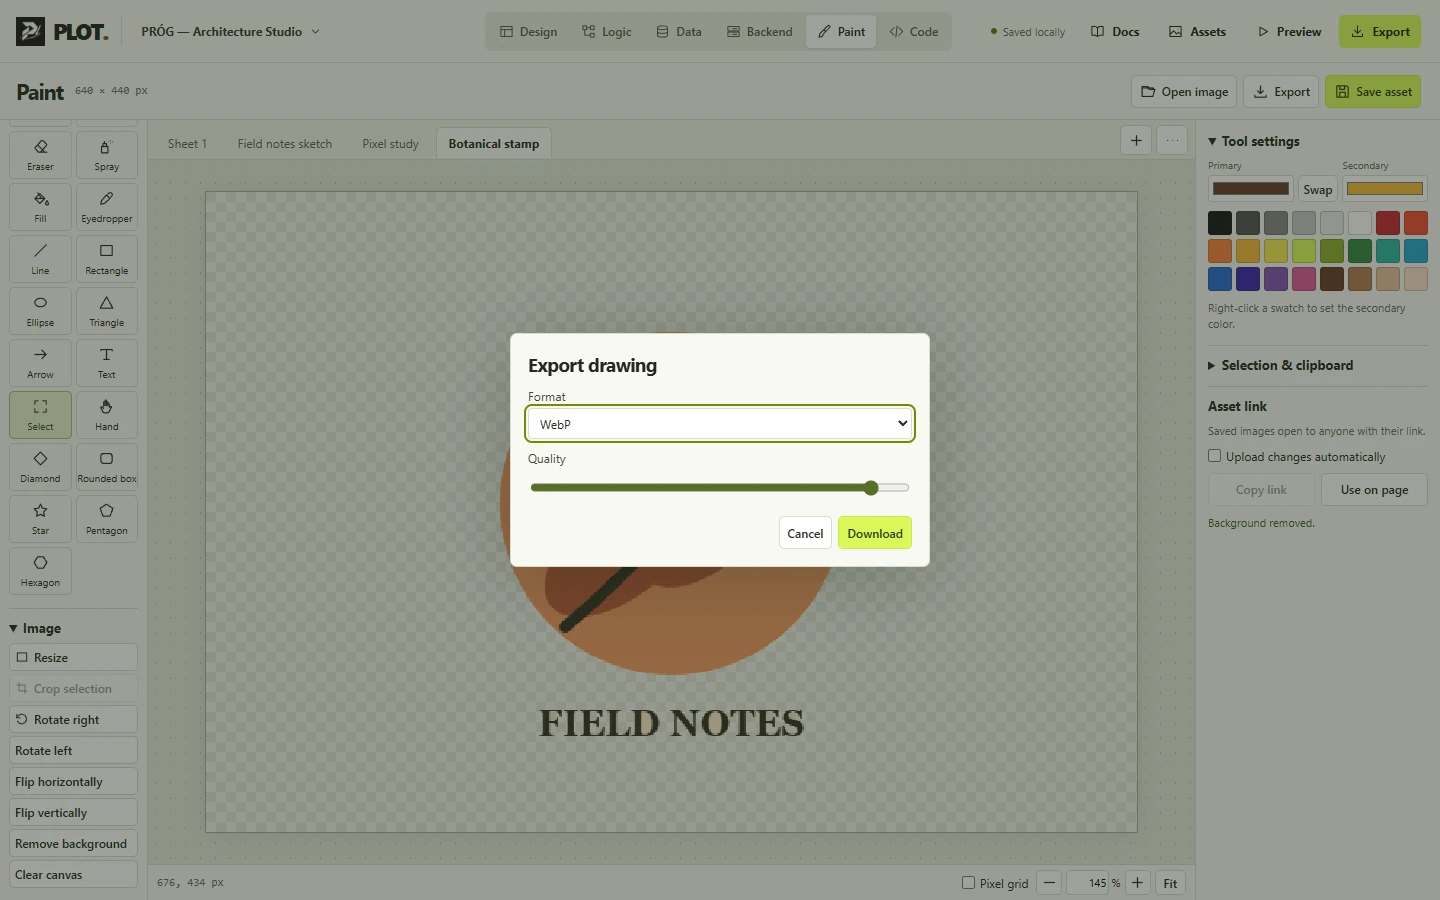 PLOT.
PRÓG — Architecture Studio
Design
Logic
Data
Backend
Paint
Code
Saved locally
Docs
Assets
Preview
Export
Paint
640 × 440 px
Open image
Export
Save asset
Eraser
Spray
Fill
Eyedropper
Line
Rectangle
Ellipse
Triangle
Arrow
Text
Select
Hand
Diamond
Rounded box
Star
Pentagon
Hexagon
Image
Resize
Crop selection
Rotate right
Rotate left
Flip horizontally
Flip vertically
Remove background
Clear canvas
Sheet 1
Field notes sketch
Pixel study
Botanical stamp
Export drawing
Format
WebP
Quality
Cancel
Download
FIELD NOTES
676, 434 px
Pixel grid
145 %
Fit
Tool settings
Primary
Secondary
Swap
Right-click a swatch to set the secondary
color.
Selection & clipboard
Asset link
Saved images open to anyone with their link.
Upload changes automatically
Copy link
Use on page
Background removed.